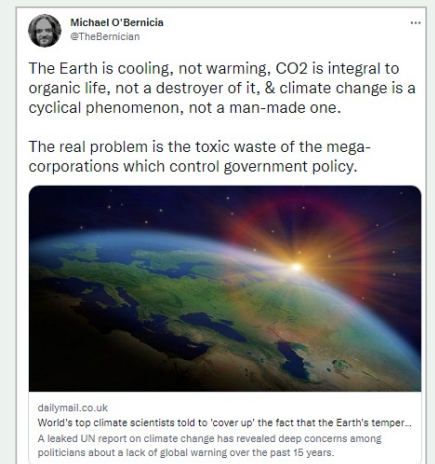 Michael O'Bernicia
@TheBernician
The Earth is cooling, not warming, CO2 is integral to
organic life, not a destroyer of it, & climate change is a
cyclical phenomenon, not a man-made one.
The real problem is the toxic waste of the mega-
corporations which control government policy.
dailymail.co.uk
World's top climate scientists told to 'cover up' the fact that the Earth's temper...
A leaked UN report on climate change has revealed deep concerns among
politicians about a lack of global warming over the past 15 years.